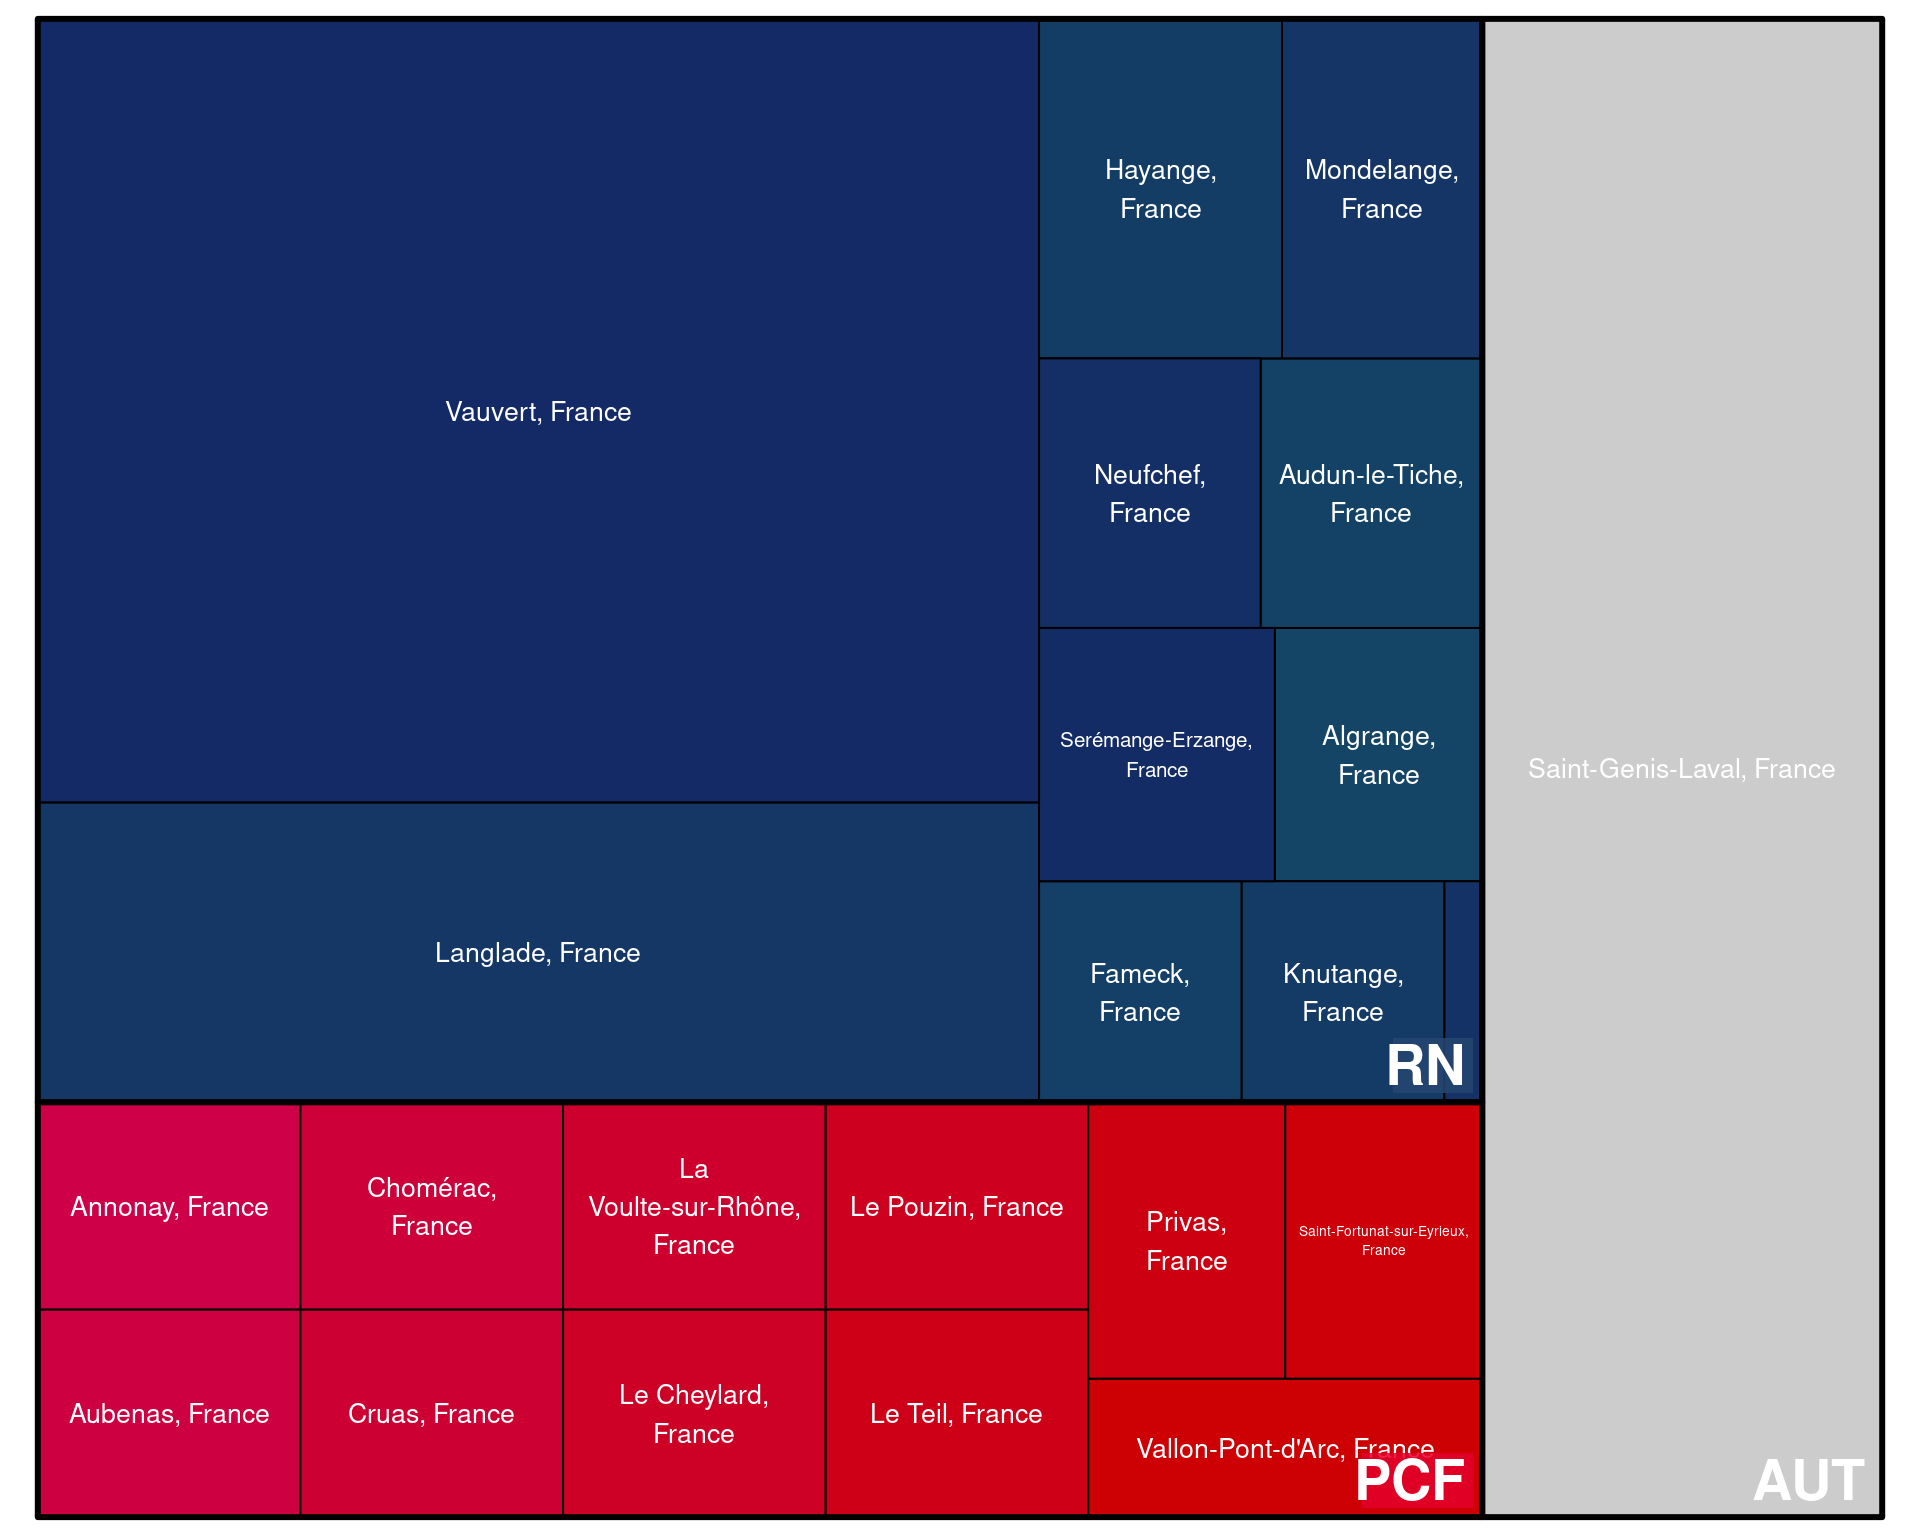 Vauvert, France
Langlade, France
Hayange,
France
Mondelange,
France
Neufchef,
France
Audun-le-Tiche,
France
Serémange-Erzange,
France
Algrange,
France
Fameck,
France
Knutange,
France
RN
Annonay, France
Chomérac,
France
La
Voulte-sur-Rhône,
France
Le Pouzin, France
Aubenas, France
Cruas, France
Le Cheylard,
France
Le Teil, France
Privas,
France
Saint-Fortunat-sur-Eyrieux,
France
Vallon-Pont-d'Arc, France
PCF
Saint-Genis-Laval, France
AUT